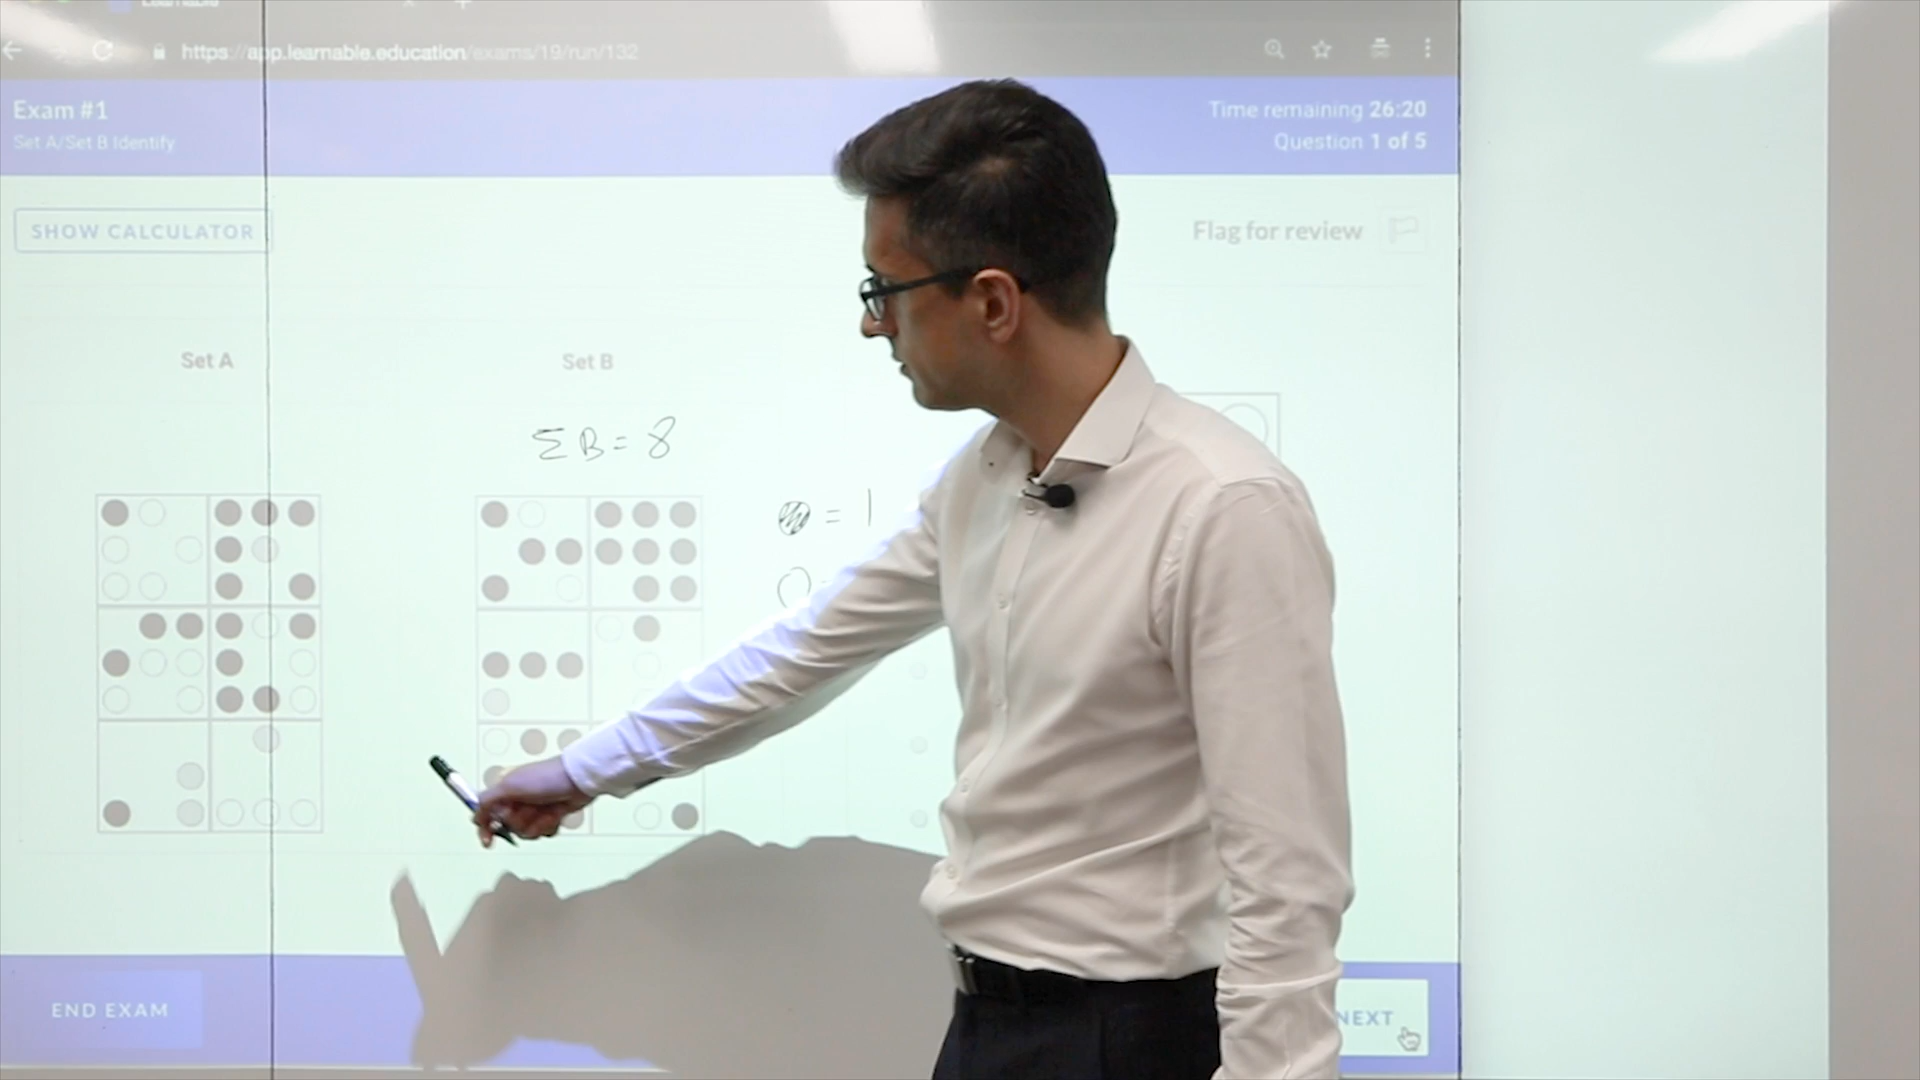 https://app.learnable.education/exams/19/run/132
Exam #1
Set A/Set B Identify
Time remaining 26:20
Question 1 of 5
SHOW CALCULATOR
Flag for review
Set A
Set B
ΣB = 8
= 1
END EXAM
NEXT